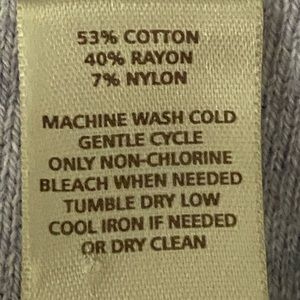 53% COTTON
40% RAYON
7% NYLON
MACHINE WASH COLD
GENTLE CYCLE
ONLY NON-CHLORINE
BLEACH WHEN NEEDED
TUMBLE DRY LOW
COOL IRON IF NEEDED
OR DRY CLEAN